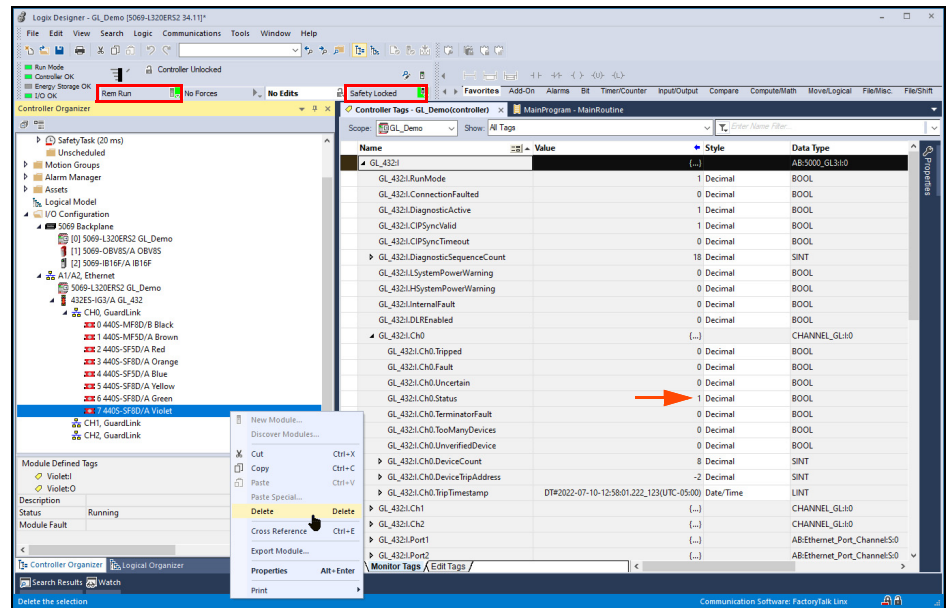 Logix Designer - GL_Demo [5069-L320ERS2 34.11]*
File Edit View Search Logic Communications Tools Window Help
Run Mode
Controller OK
Energy Storage OK
I/O OK
Controller Unlocked
Rem Run No Forces No Edits Safety Locked
Favorites Add-On Alarms Bit Timer/Counter Input/Output Compare Compute/Math Move/Logical File/Misc. File/Shift
Controller Organizer
SafetyTask (20 ms)
Unscheduled
Motion Groups
Alarm Manager
Assets
Logical Model
I/O Configuration
5069 Backplane
[0] 5069-L320ERS2 GL_Demo
[1] 5069-OBV8S/A OBV8S
[2] 5069-IB16F/A IB16F
A1/A2, Ethernet
5069-L320ERS2 GL_Demo
432ES-IG3/A GL_432
CH0, GuardLink
0 440S-MF8D/B Black
1 440S-MF5D/A Brown
2 440S-SF5D/A Red
3 440S-SF8D/A Orange
4 440S-SF5D/A Blue
5 440S-SF8D/A Yellow
6 440S-SF8D/A Green
7 440S-SF8D/A Violet
CH1, GuardLink
CH2, GuardLink
Module Defined Tags
Violet:I
Violet:O
Description
Status Running
Module Fault
Controller Organizer Logical Organizer
Search Results Watch
Delete the selection
New Module...
Discover Modules...
Cut Ctrl+X
Copy Ctrl+C
Paste Ctrl+V
Paste Special...
Delete Delete
Cross Reference Ctrl+E
Export Module...
Properties Alt+Enter
Print
Controller Tags - GL_Demo(controller) MainProgram - MainRoutine
Scope: GL_Demo Show: All Tags Enter Name Filter...
Name Value Style Data Type
GL_432:I {...} AB:5000_GL3:I:0
GL_432:I.RunMode 1 Decimal BOOL
GL_432:I.ConnectionFaulted 0 Decimal BOOL
GL_432:I.DiagnosticActive 1 Decimal BOOL
GL_432:I.CIPSyncValid 1 Decimal BOOL
GL_432:I.CIPSyncTimeout 0 Decimal BOOL
GL_432:I.DiagnosticSequenceCount 18 Decimal SINT
GL_432:I.LSystemPowerWarning 0 Decimal BOOL
GL_432:I.HSystemPowerWarning 0 Decimal BOOL
GL_432:I.InternalFault 0 Decimal BOOL
GL_432:I.DLREnabled 0 Decimal BOOL
GL_432:I.Ch0 {...} CHANNEL_GL:I:0
GL_432:I.Ch0.Tripped 0 Decimal BOOL
GL_432:I.Ch0.Fault 0 Decimal BOOL
GL_432:I.Ch0.Uncertain 0 Decimal BOOL
GL_432:I.Ch0.Status 1 Decimal BOOL
GL_432:I.Ch0.TerminatorFault 0 Decimal BOOL
GL_432:I.Ch0.TooManyDevices 0 Decimal BOOL
GL_432:I.Ch0.UnverifiedDevice 0 Decimal BOOL
GL_432:I.Ch0.DeviceCount 8 Decimal SINT
GL_432:I.Ch0.DeviceTripAddress -2 Decimal SINT
GL_432:I.Ch0.TripTimestamp DT#2022-07-10-12:58:01.222_123(UTC-05:00) Date/Time LINT
GL_432:I.Ch1 {...} CHANNEL_GL:I:0
GL_432:I.Ch2 {...} CHANNEL_GL:I:0
GL_432:I.Port1 {...} AB:Ethernet_Port_Channel:S:0
GL_432:I.Port2 {...} AB:Ethernet_Port_Channel:S:0
Monitor Tags Edit Tags
Properties
Communication Software: FactoryTalk Linx